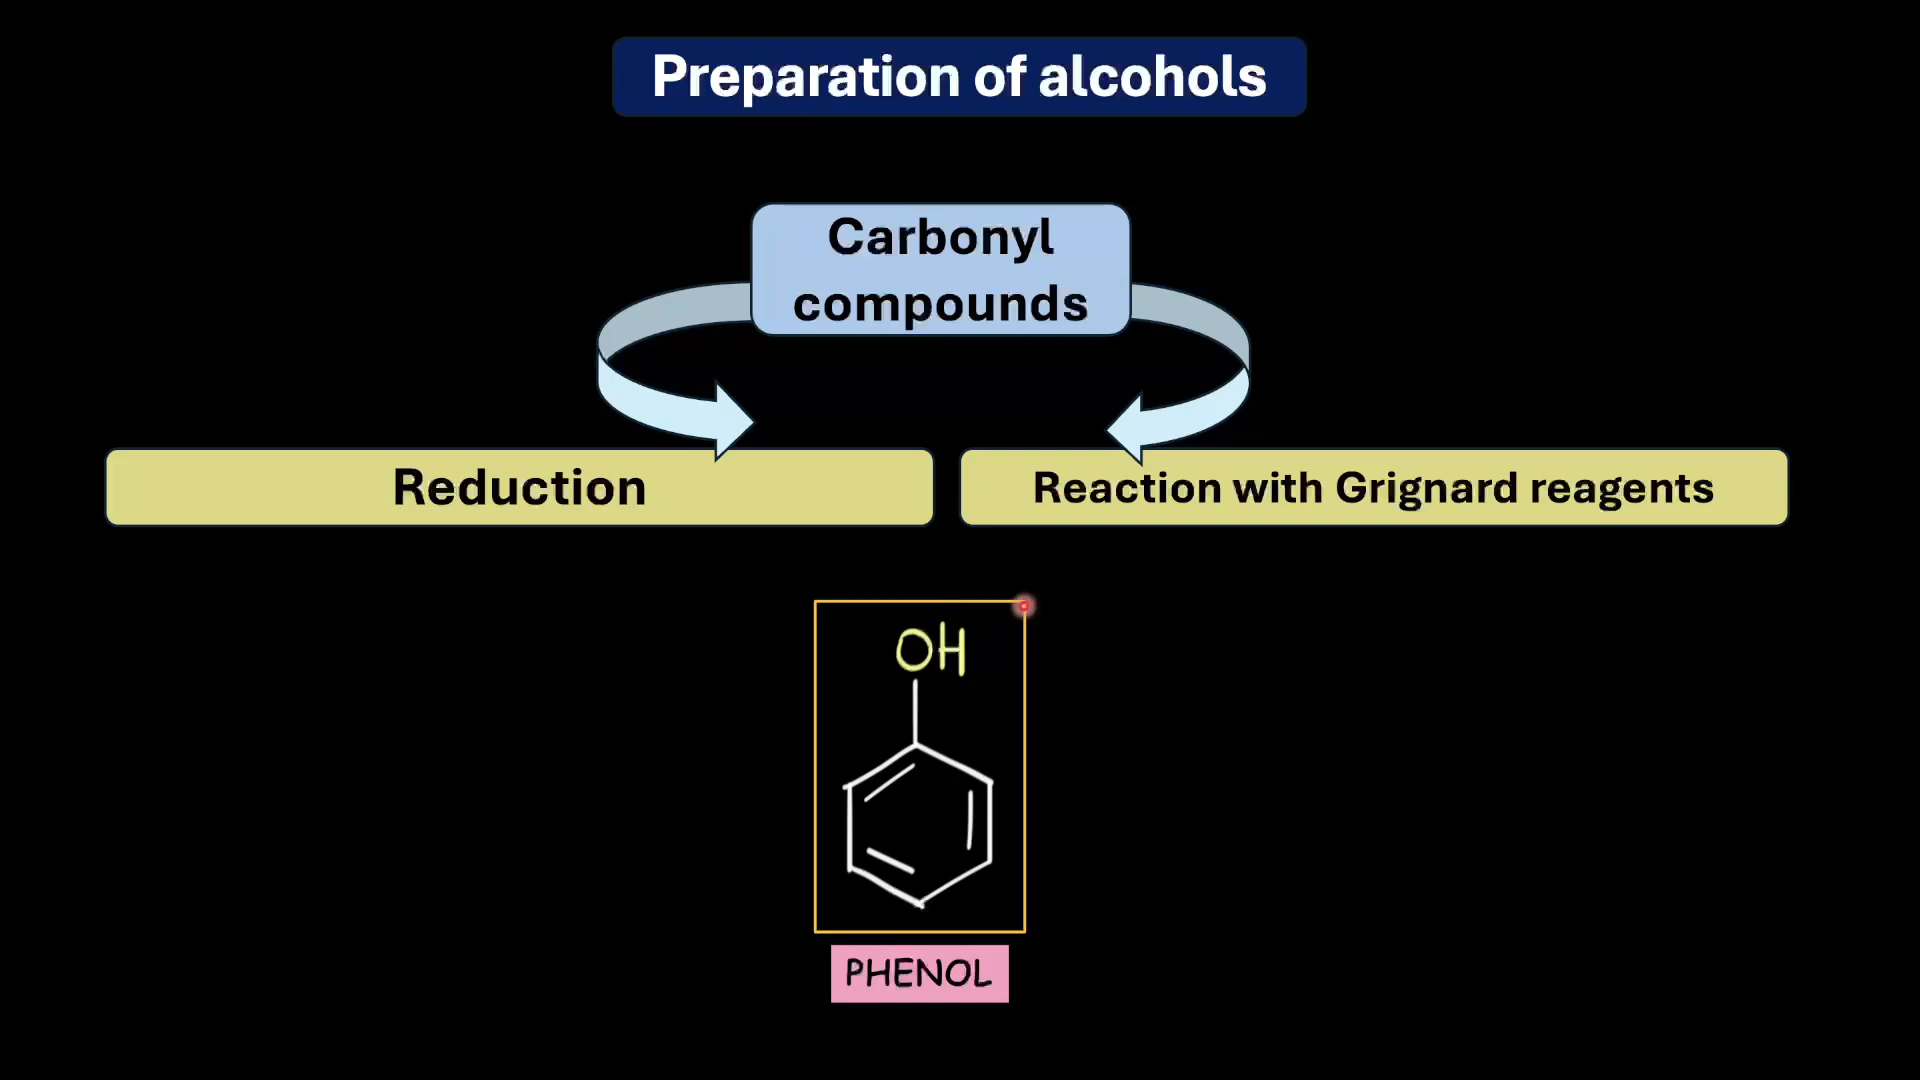 Preparation of alcohols
Carbonyl
compounds
Reduction
Reaction with Grignard reagents
OH
PHENOL